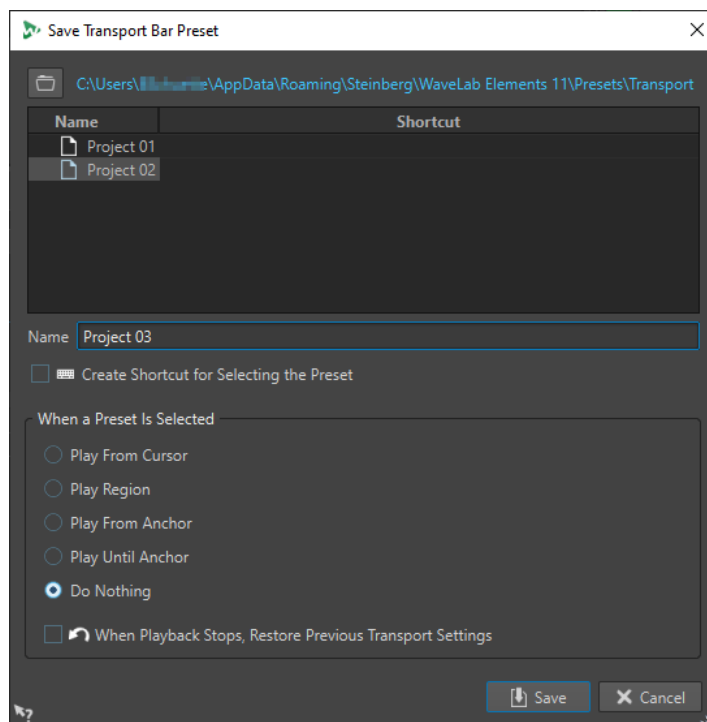 Save Transport Bar Preset
C:\Users\ \AppData\Roaming\Steinberg\WaveLab Elements 11\Presets\Transport
Name Shortcut
Project 01
Project 02
Name Project 03
Create Shortcut for Selecting the Preset
When a Preset Is Selected
Play From Cursor
Play Region
Play From Anchor
Play Until Anchor
Do Nothing
When Playback Stops, Restore Previous Transport Settings
Save Cancel